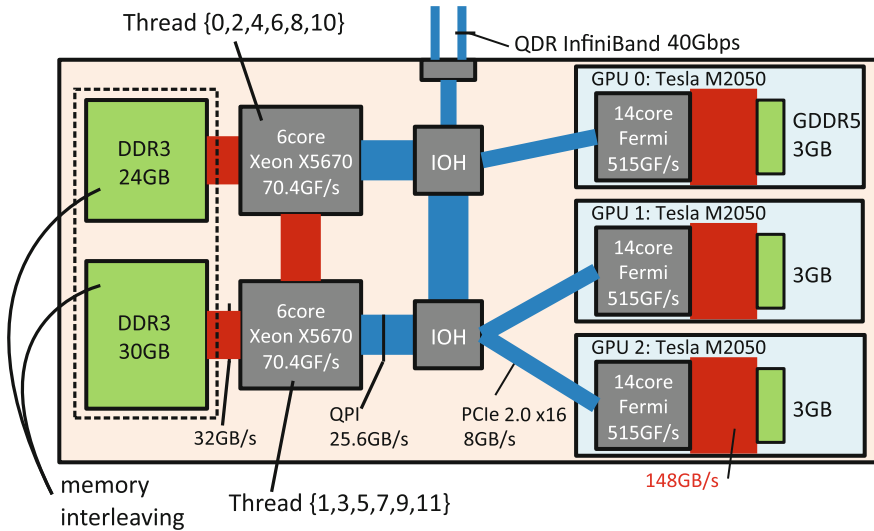 Thread {0,2,4,6,8,10}
QDR InfiniBand 40Gbps
DDR3
24GB
6core
Xeon X5670
70.4GF/s
IOH
GPU 0: Tesla M2050
14core
Fermi
515GF/s
GDDR5
3GB
GPU 1: Tesla M2050
14core
Fermi
515GF/s
3GB
DDR3
30GB
6core
Xeon X5670
70.4GF/s
IOH
GPU 2: Tesla M2050
14core
Fermi
515GF/s
3GB
32GB/s
QPI
25.6GB/s
PCIe 2.0 x16
8GB/s
148GB/s
memory
interleaving
Thread {1,3,5,7,9,11}